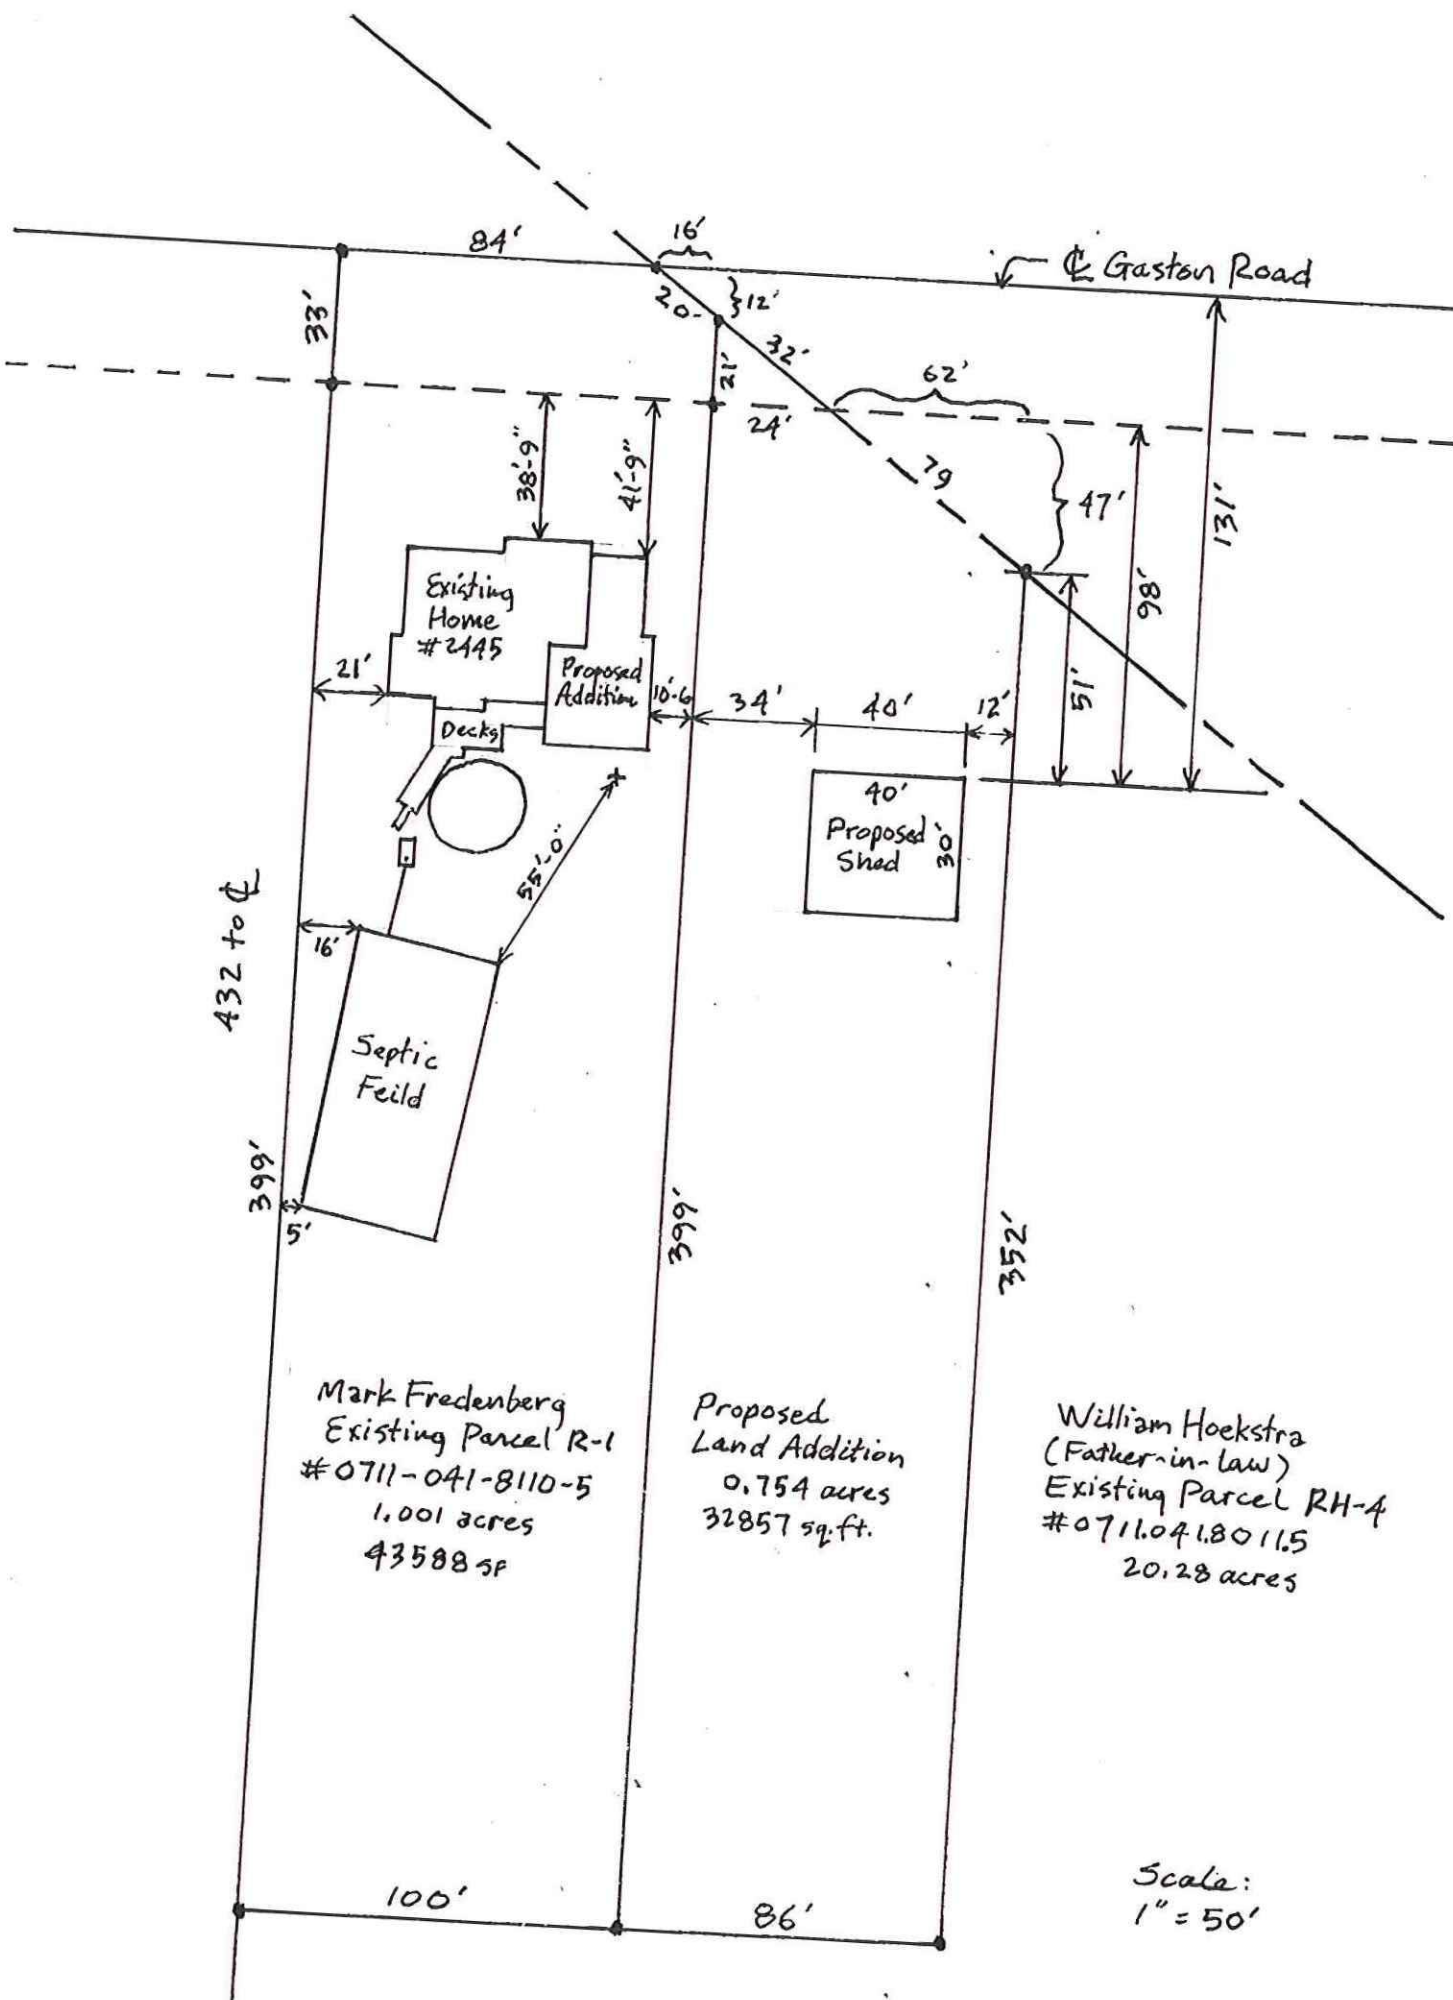 16'
84'
℄ Gaston Road
33'
20-
12'
32'
21'
62'
24'
38'-9"
41'-9"
79
47'
131'
98'
Existing
Home
#2445
51'
21'
Proposed
Addition
10'-6
34'
40'
12'
Decks
40'
Proposed
Shed
30'
55'-0"
432 to ℄
16'
Septic
Feild
399'
5'
399'
352'
Mark Fredenberg
Existing Parcel R-1
#0711-041-8110-5
1.001 acres
43588 SF
Proposed
Land Addition
0.754 acres
32857 sq.ft.
William Hoekstra
(Father-in-law)
Existing Parcel RH-4
#0711.041.8011.5
20.28 acres
100'
86'
Scale:
1" = 50'